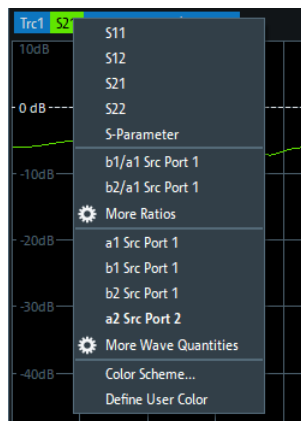 Trc1 S21
10dB
0 dB
-10dB
-20dB
-30dB
-40dB
S11
S12
S21
S22
S-Parameter
b1/a1 Src Port 1
b2/a1 Src Port 1
More Ratios
a1 Src Port 1
b1 Src Port 1
b2 Src Port 1
a2 Src Port 2
More Wave Quantities
Color Scheme...
Define User Color